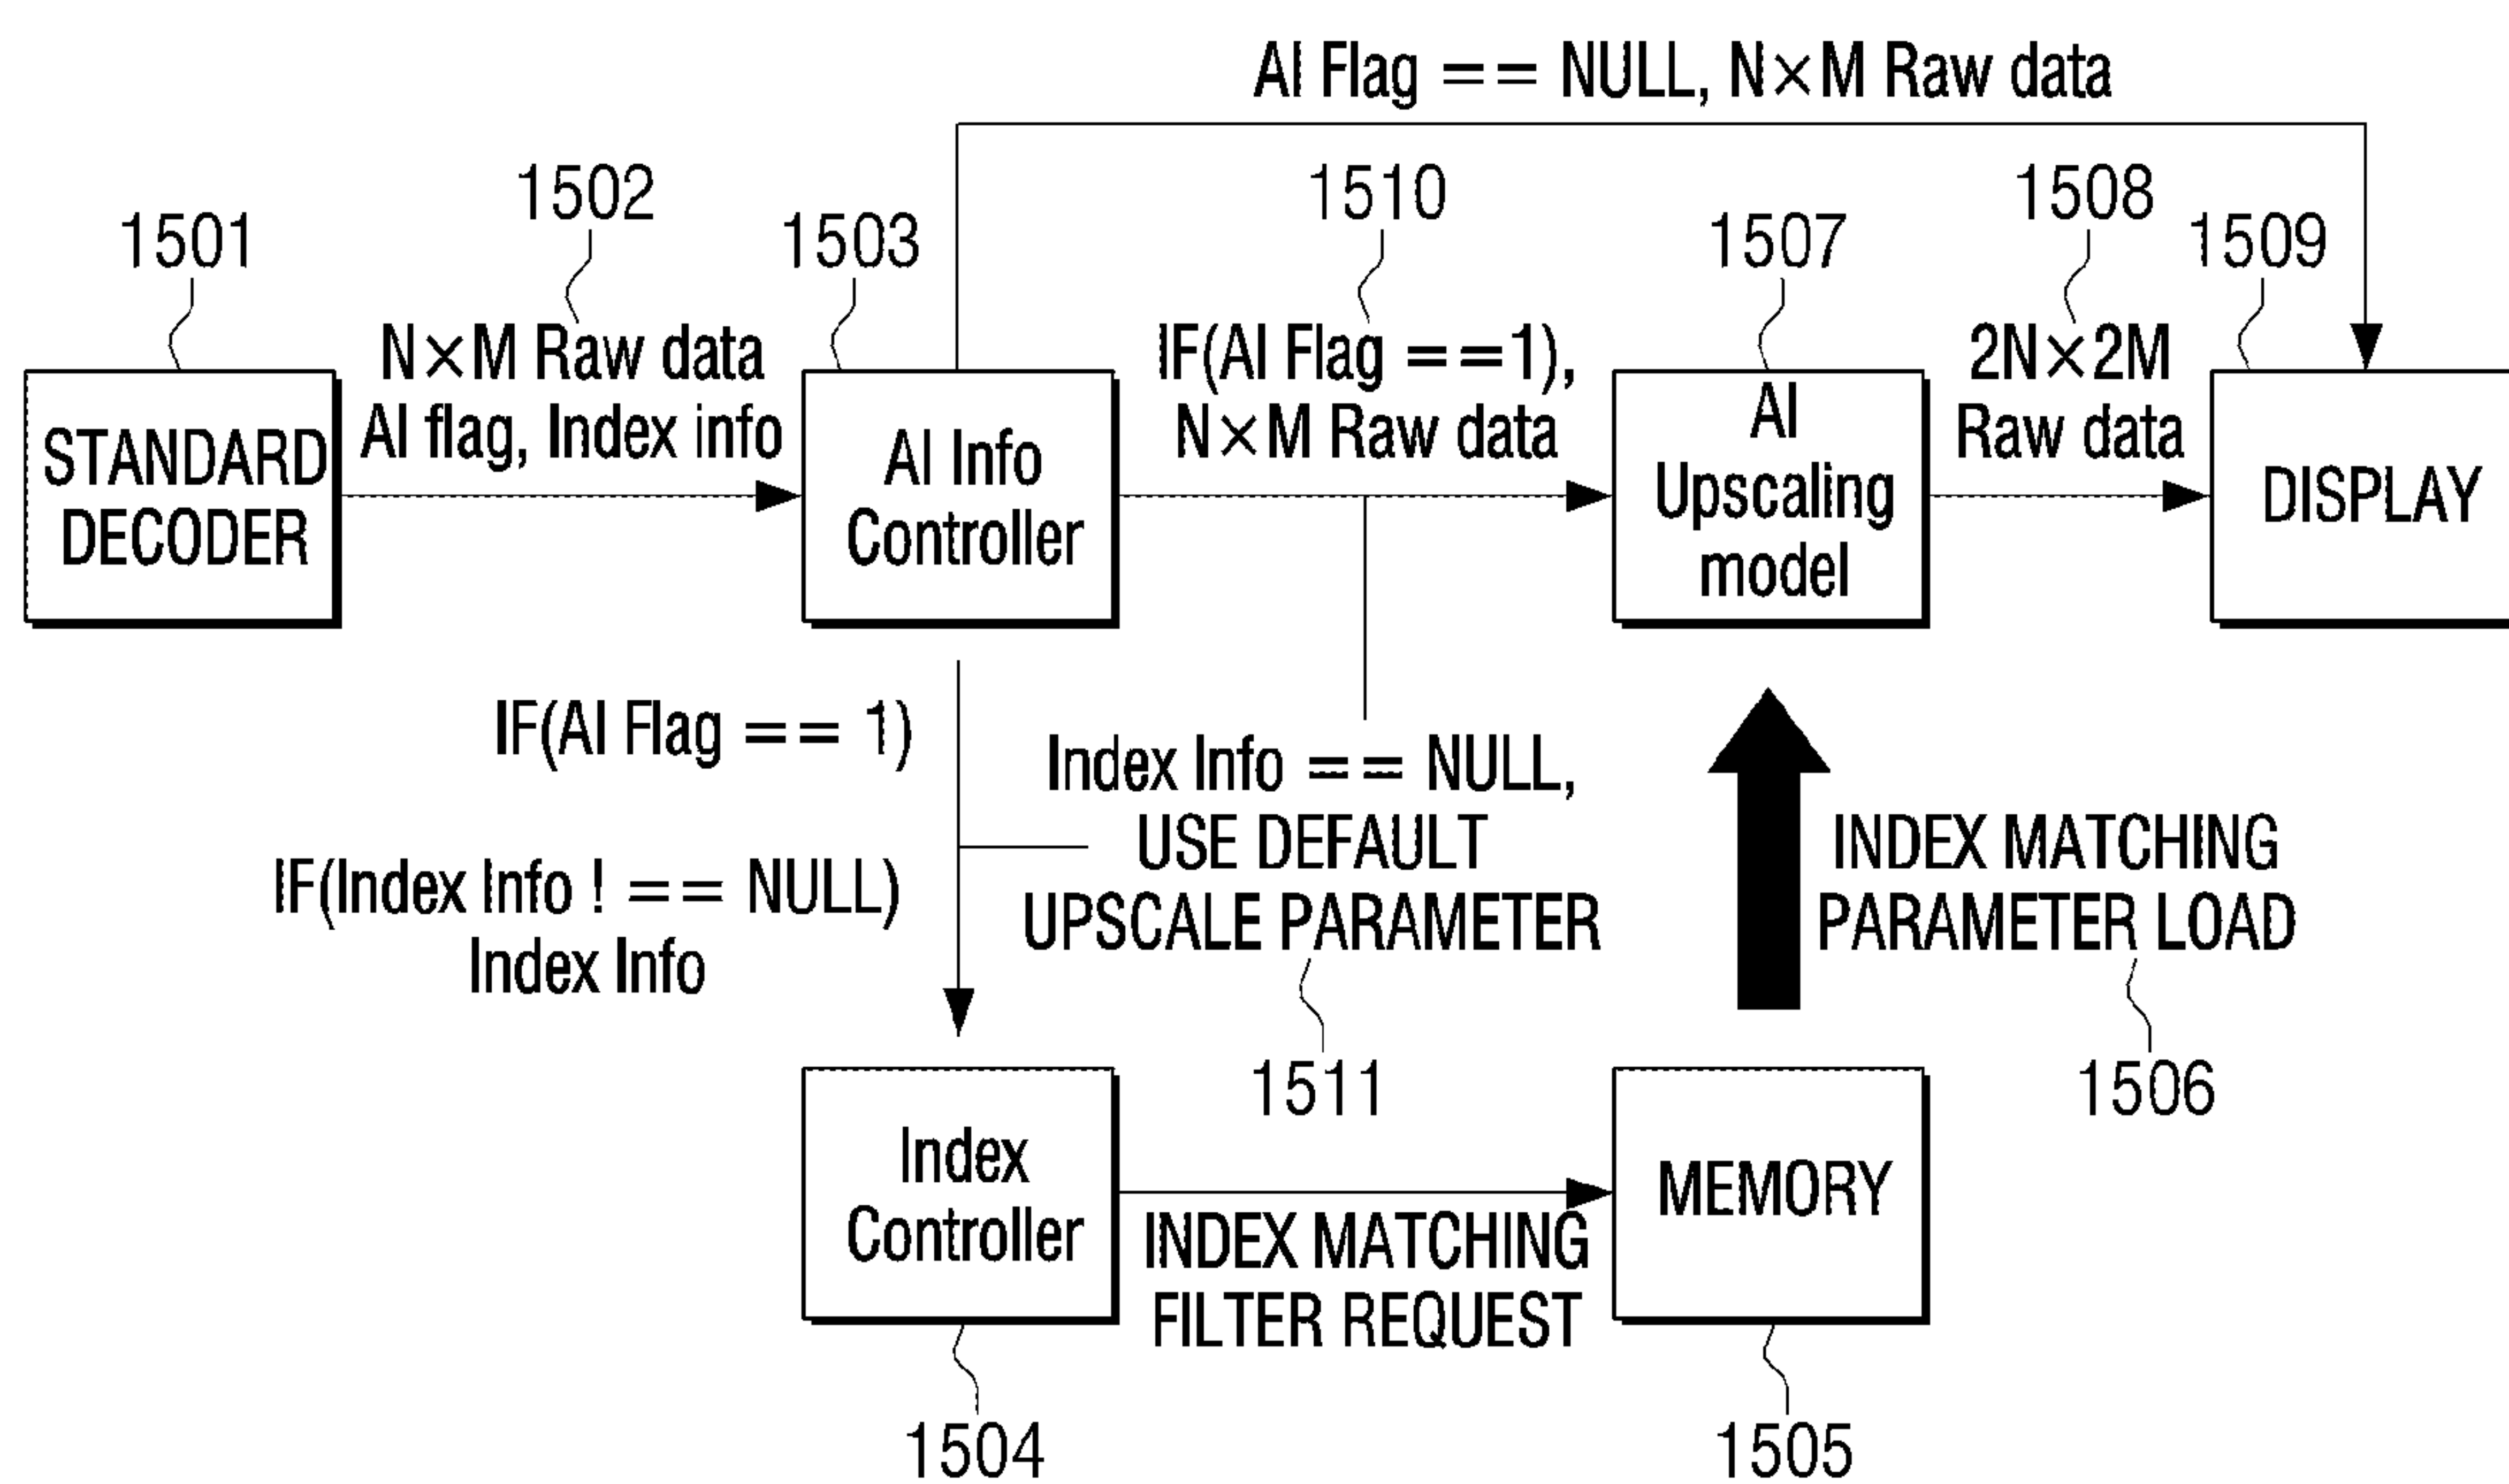 AI Flag == NULL, N×M Raw data
1501
1502
1503
1510
1507
1508
1509
N×M Raw data
AI flag, Index info
IF(AI Flag ==1),
N×M Raw data
2N×2M
Raw data
STANDARD
DECODER
AI Info
Controller
AI
Upscaling
model
DISPLAY
IF(AI Flag == 1)
IF(Index Info ! == NULL)
Index Info
Index Info == NULL,
USE DEFAULT
UPSCALE PARAMETER
1511
INDEX MATCHING
PARAMETER LOAD
1506
Index
Controller
INDEX MATCHING
FILTER REQUEST
MEMORY
1504
1505